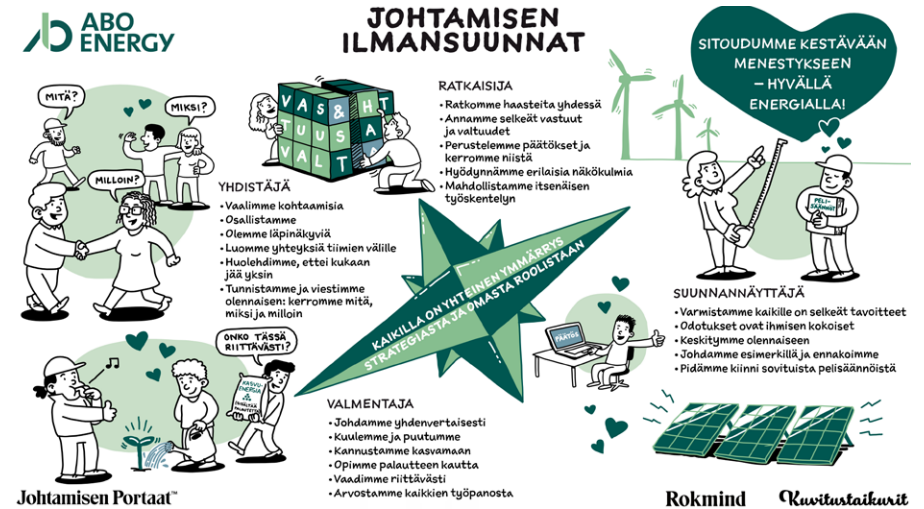 ABO
ENERGY
JOHTAMISEN
ILMANSUUNNAT
SITOUDUMME KESTÄVÄÄN
MENESTYKSEEN
– HYVÄLLÄ
ENERGIALLA!
MITÄ?
MIKSI?
MILLOIN?
VAS&HT
TUUSA
VALTA
RATKAISIJA
• Ratkomme haasteita yhdessä
• Annamme selkeät vastuut
ja valtuudet
• Perustelemme päätökset ja
kerromme niistä
• Hyödynnämme erilaisia näkökulmia
• Mahdollistamme itsenäisen
työskentelyn
YHDISTÄJÄ
• Vaalimme kohtaamisia
• Osallistamme
• Olemme läpinäkyviä
• Luomme yhteyksiä tiimien välille
• Huolehdimme, ettei kukaan
jää yksin
• Tunnistamme ja viestimme
olennaisen: kerromme mitä,
miksi ja milloin
PELI-
SÄÄNNÖT
KAIKILLA ON YHTEINEN YMMÄRRYS
STRATEGIASTA JA OMASTA ROOLISTAAN
SUUNNANNÄYTTÄJÄ
• Varmistamme kaikille on selkeät tavoitteet
• Odotukset ovat ihmisen kokoiset
• Keskitymme olennaiseen
• Johdamme esimerkillä ja ennakoimme
• Pidämme kiinni sovituista pelisäännöistä
PÄÄTÖS
ONKO TÄSSÄ
RIITTÄVÄSTI?
KASVU-
ENERGIA
SISÄLTÄÄ
PALAUTETTA
VALMENTAJA
• Johdamme yhdenvertaisesti
• Kuulemme ja puutumme
• Kannustamme kasvamaan
• Opimme palautteen kautta
• Vaadimme riittävästi
• Arvostamme kaikkien työpanosta
Johtamisen Portaat™
Rokmind
Kuvitustaikurit